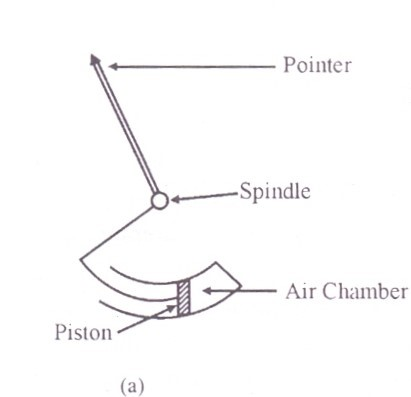 Pointer
Spindle
Air Chamber
Piston
(a)